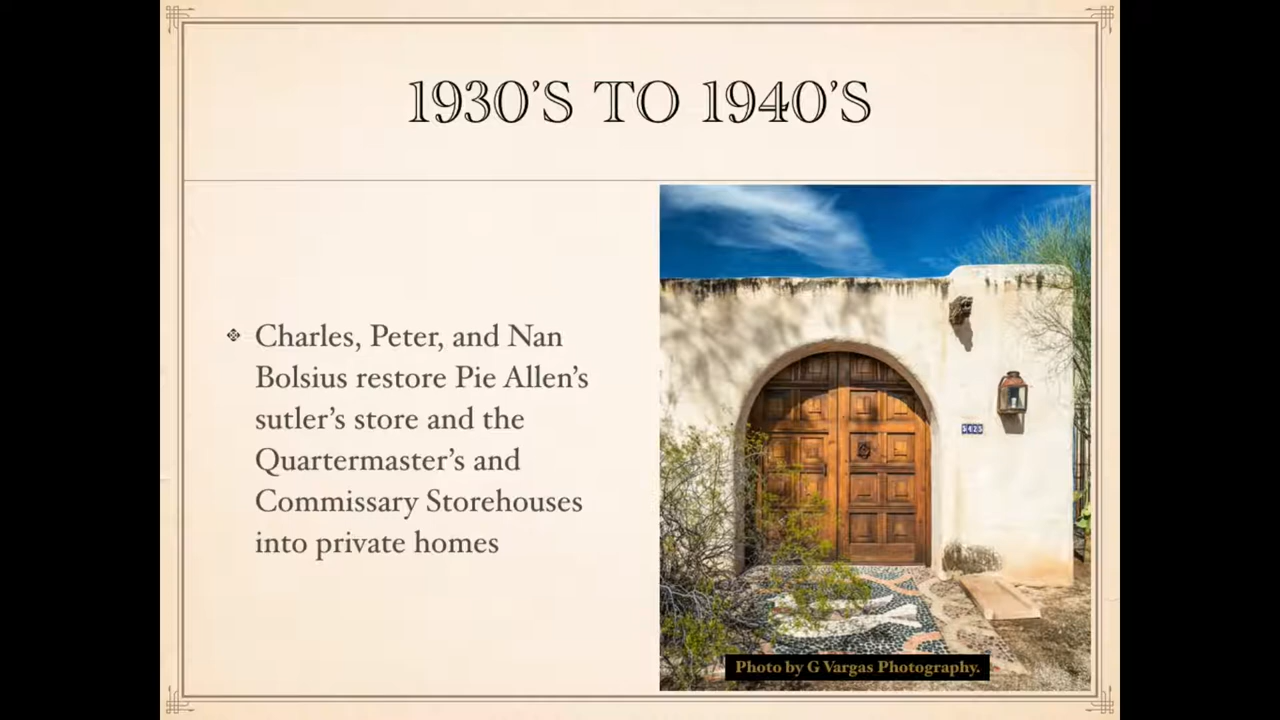 1930'S TO 1940'S
❖ Charles, Peter, and Nan
Bolsius restore Pie Allen's
sutler's store and the
Quartermaster's and
Commissary Storehouses
into private homes
5425
Photo by G Vargas Photography.